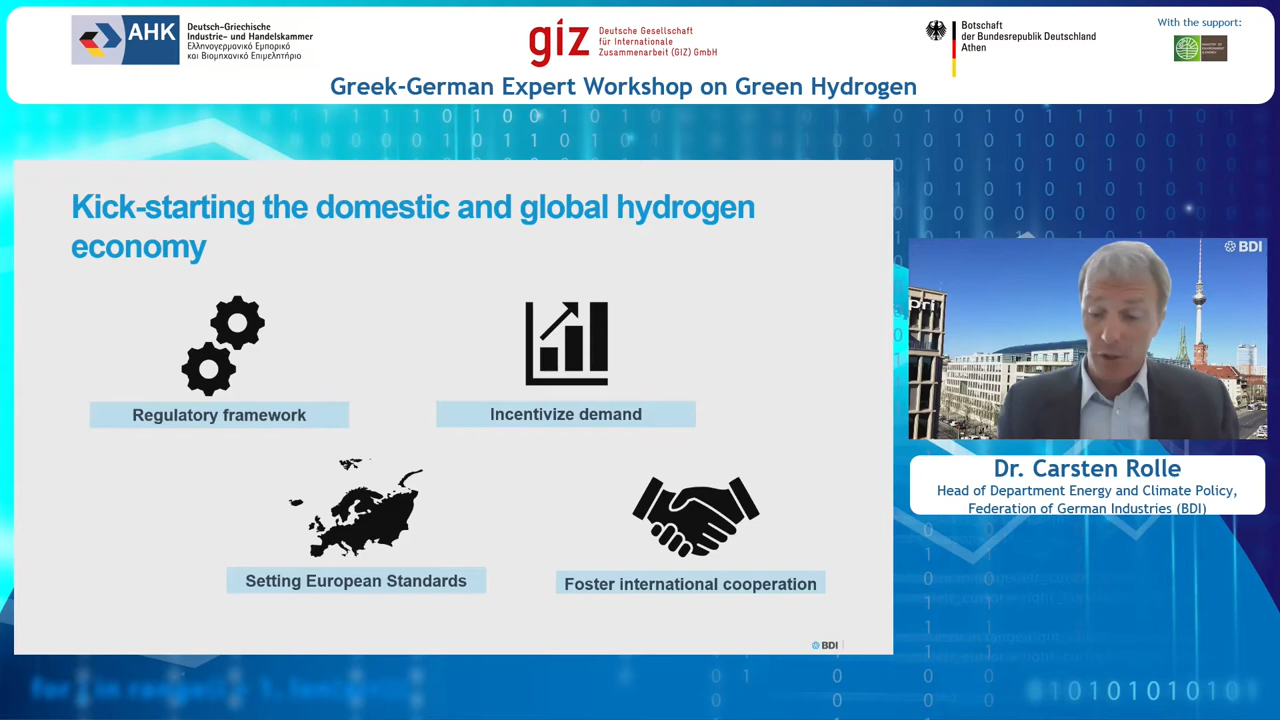 AHK
Deutsch-Griechische
Industrie- und Handelskammer
Ελληνογερμανικό Εμπορικό
και Βιομηχανικό Επιμελητήριο
giz
Deutsche Gesellschaft
für Internationale
Zusammenarbeit (GIZ) GmbH
Botschaft
der Bundesrepublik Deutschland
Athen
With the support:
Greek-German Expert Workshop on Green Hydrogen
Kick-starting the domestic and global hydrogen
economy
Regulatory framework
Incentivize demand
Setting European Standards
Foster international cooperation
BDI
BDI
pri
Dr. Carsten Rolle
Head of Department Energy and Climate Policy,
Federation of German Industries (BDI)